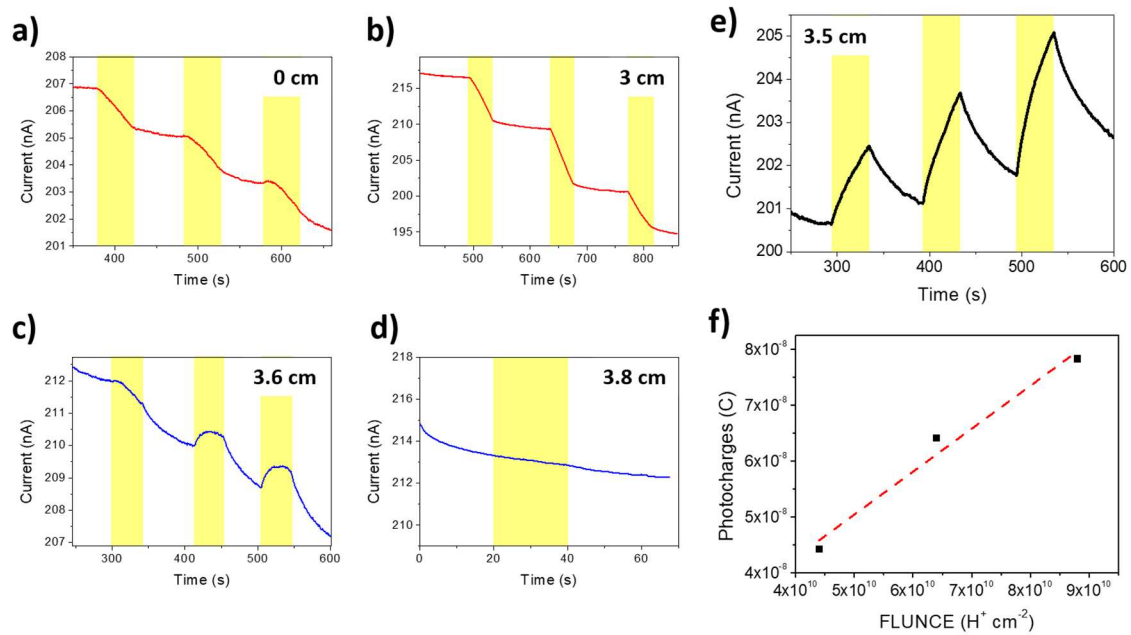 a)
0 cm
208
207
206
205
204
203
202
201
400
500
600
Current (nA)
Time (s)
b)
3 cm
215
210
205
200
195
400
500
600
700
800
Current (nA)
Time (s)
e)
3.5 cm
205
204
203
202
201
200
300
400
500
600
Current (nA)
Time (s)
c)
3.6 cm
212
211
210
209
208
207
300
400
500
600
Current (nA)
Time (s)
d)
3.8 cm
218
216
214
212
210
0
20
40
60
Current (nA)
Time (s)
f)
8x10⁻⁸
7x10⁻⁸
6x10⁻⁸
5x10⁻⁸
4x10⁻⁸
4x10¹⁰
5x10¹⁰
6x10¹⁰
7x10¹⁰
8x10¹⁰
9x10¹⁰
Photocharges (C)
FLUNCE (H⁺ cm⁻²)